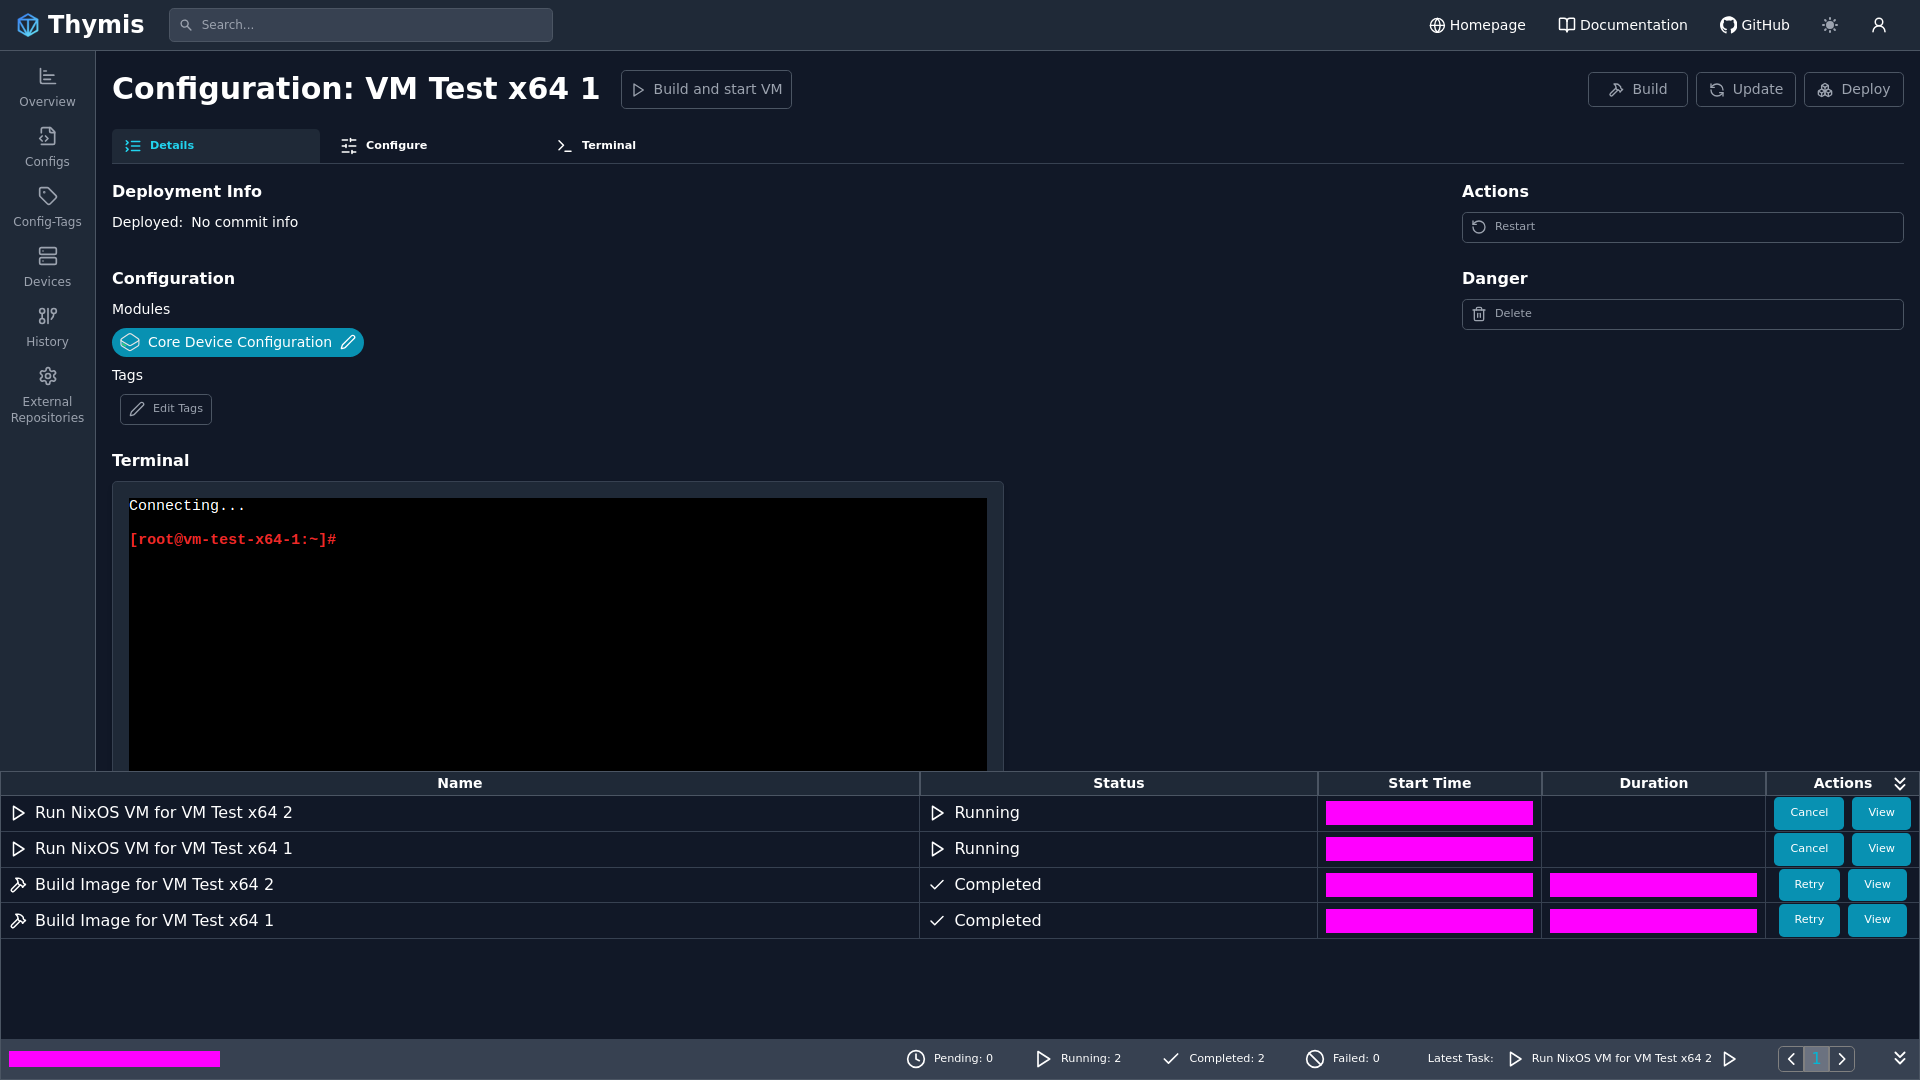 Thymis
Search...
Homepage
Documentation
GitHub
Overview
Configs
Config-Tags
Devices
History
External
Repositories
Configuration: VM Test x64 1
Build and start VM
Build
Update
Deploy
Details
Configure
Terminal
Deployment Info
Deployed: No commit info
Actions
Restart
Configuration
Modules
Core Device Configuration
Tags
Edit Tags
Danger
Delete
Terminal
Connecting...
[root@vm-test-x64-1:~]#
Name Status Start Time Duration Actions
Run NixOS VM for VM Test x64 2 Running Cancel View
Run NixOS VM for VM Test x64 1 Running Cancel View
Build Image for VM Test x64 2 Completed Retry View
Build Image for VM Test x64 1 Completed Retry View
Pending: 0 Running: 2 Completed: 2 Failed: 0 Latest Task: Run NixOS VM for VM Test x64 2 1